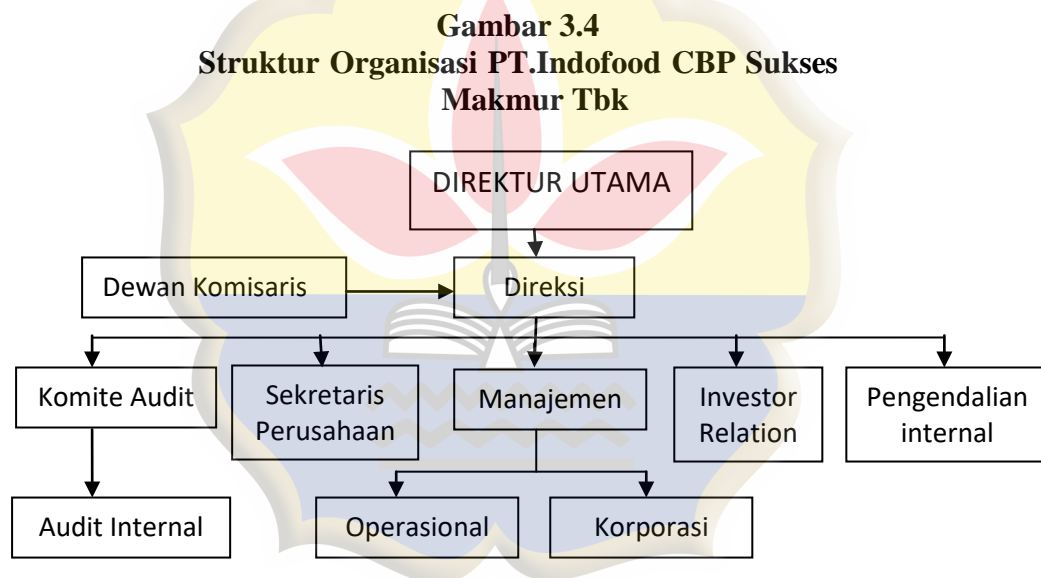 Gambar 3.4
Struktur Organisasi PT.Indofood CBP Sukses
Makmur Tbk
DIREKTUR UTAMA
Dewan Komisaris
Direksi
Komite Audit
Sekretaris
Perusahaan
Manajemen
Investor
Relation
Pengendalian
internal
Audit Internal
Operasional
Korporasi